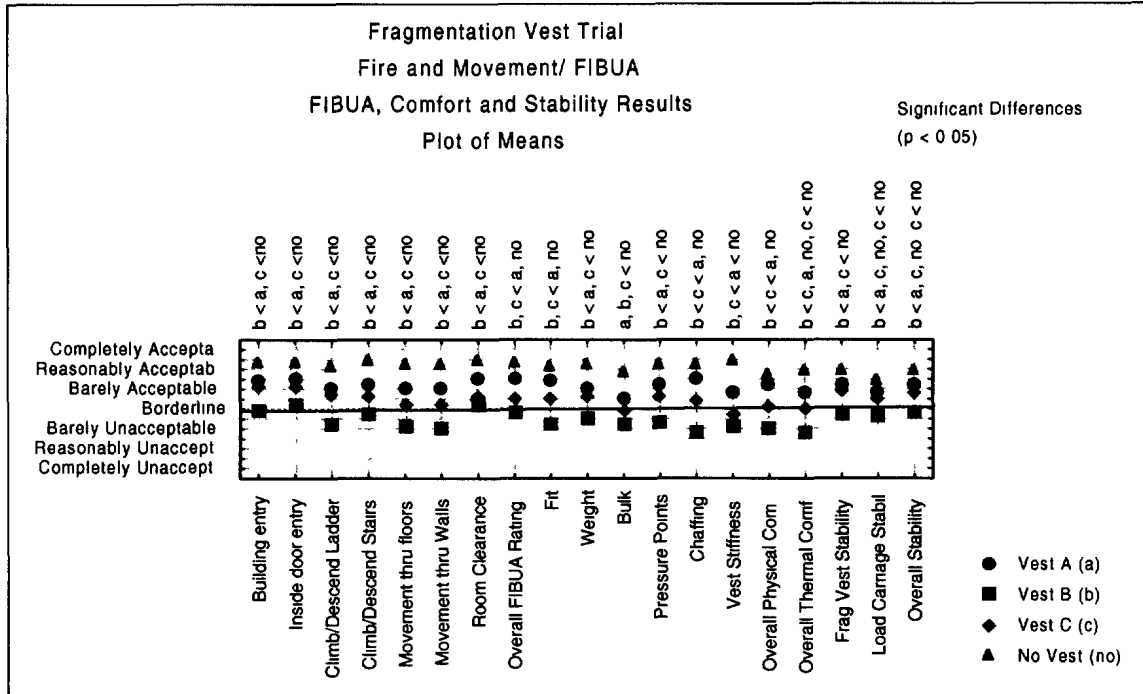 Fragmentation Vest Trial
Fire and Movement/ FIBUA
FIBUA, Comfort and Stability Results
Plot of Means
Significant Differences
(p < 0 05)
b < a, c <no
b < a, c <no
b < a, c <no
b < a, c <no
b < a, c <no
b < a, c <no
b < a, c <no
b, c < a, no
b, c < a, no
b < a, c < no
a, b, c < no
b < a, c < no
b < c < a, no
b, c < a < no
b < c < a, no
b < c, a, no, c < no
b < a, c < no
b < a, c, no, c < no
b < a, c, no c < no
Completely Accepta
Reasonably Acceptab
Barely Acceptable
Borderline
Barely Unacceptable
Reasonably Unaccept
Completely Unaccept
Building entry
Inside door entry
Climb/Descend Ladder
Climb/Descend Stairs
Movement thru floors
Movement thru Walls
Room Clearance
Overall FIBUA Rating
Fit
Weight
Bulk
Pressure Points
Chaffing
Vest Stiffness
Overall Physical Com
Overall Thermal Comf
Frag Vest Stability
Load Carriage Stabil
Overall Stability
Vest A (a)
Vest B (b)
Vest C (c)
No Vest (no)